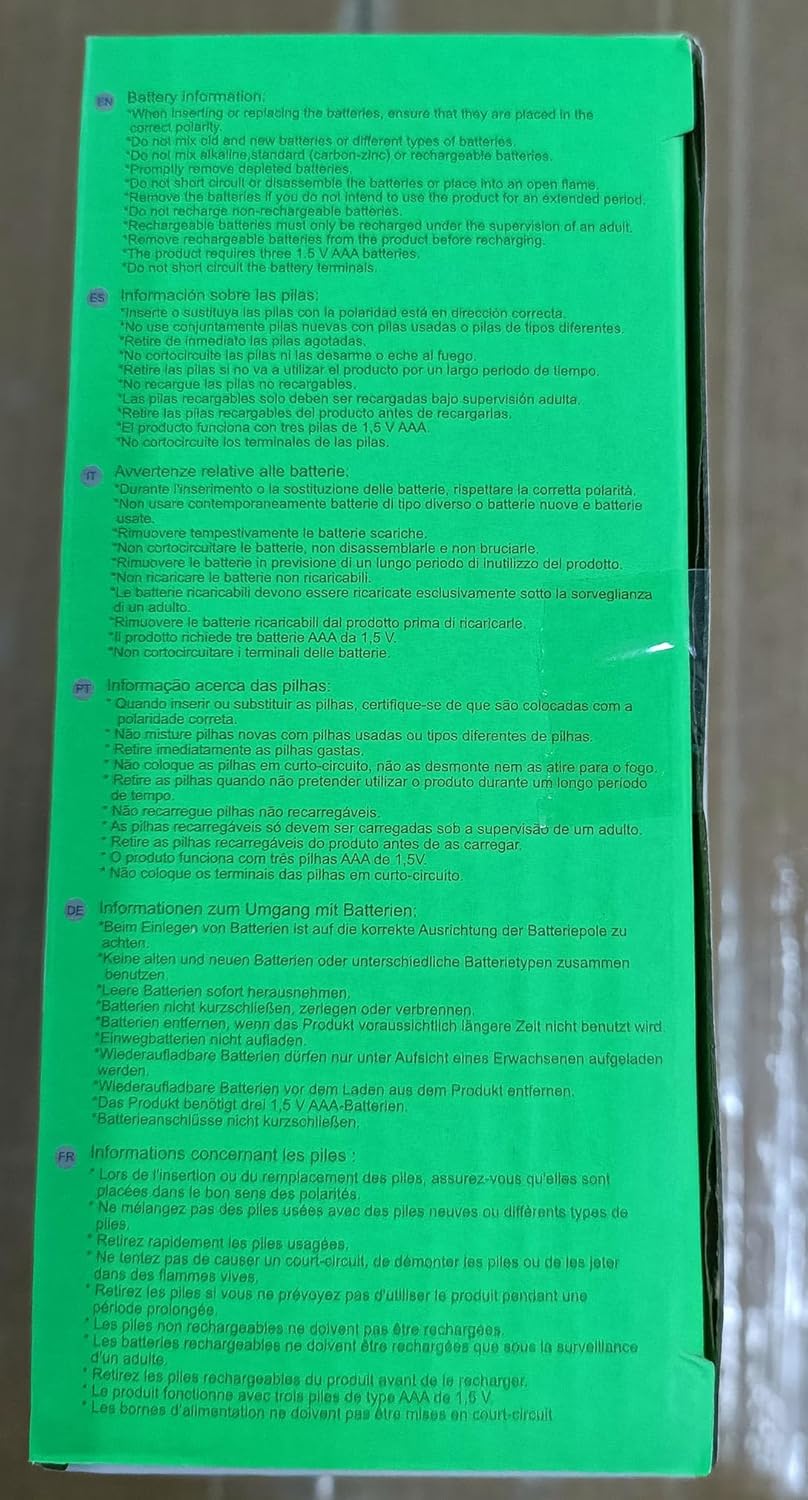 EN Battery information:
*When inserting or replacing the batteries, ensure that they are placed in the
correct polarity.
*Do not mix old and new batteries or different types of batteries.
*Do not mix alkaline,standard (carbon-zinc) or rechargeable batteries.
*Promptly remove depleted batteries.
*Do not short circuit or disassemble the batteries or place into an open flame.
*Remove the batteries if you do not intend to use the product for an extended period.
*Do not recharge non-rechargeable batteries.
*Rechargeable batteries must only be recharged under the supervision of an adult.
*Remove rechargeable batteries from the product before recharging.
*The product requires three 1.5 V AAA batteries.
*Do not short circuit the battery terminals.
ES Información sobre las pilas:
*Inserte o sustituya las pilas con la polaridad está en dirección correcta.
*No use conjuntamente pilas nuevas con pilas usadas o pilas de tipos diferentes.
*Retire de inmediato las pilas agotadas.
*No cortocircuite las pilas ni las desarme o eche al fuego.
*Retire las pilas si no va a utilizar el producto por un largo periodo de tiempo.
*No recargue las pilas no recargables.
*Las pilas recargables solo deben ser recargadas bajo supervisión adulta.
*Retire las pilas recargables del producto antes de recargarlas.
*El producto funciona con tres pilas de 1,5 V AAA.
*No cortocircuite los terminales de las pilas.
IT Avvertenze relative alle batterie:
*Durante l'inserimento o la sostituzione delle batterie, rispettare la corretta polarità.
*Non usare contemporaneamente batterie di tipo diverso o batterie nuove e batterie
usate.
*Rimuovere tempestivamente le batterie scariche.
*Non cortocircuitare le batterie, non disassemblarle e non bruciarle.
*Rimuovere le batterie in previsione di un lungo periodo di inutilizzo del prodotto.
*Non ricaricare le batterie non ricaricabili.
*Le batterie ricaricabili devono essere ricaricate esclusivamente sotto la sorveglianza
di un adulto.
*Rimuovere le batterie ricaricabili dal prodotto prima di ricaricarle.
*Il prodotto richiede tre batterie AAA da 1,5 V.
*Non cortocircuitare i terminali delle batterie.
PT Informação acerca das pilhas:
* Quando inserir ou substituir as pilhas, certifique-se de que são colocadas com a
polaridade correta.
* Não misture pilhas novas com pilhas usadas ou tipos diferentes de pilhas.
* Retire imediatamente as pilhas gastas.
* Não coloque as pilhas em curto-circuito, não as desmonte nem as atire para o fogo.
* Retire as pilhas quando não pretender utilizar o produto durante um longo período
de tempo.
* Não recarregue pilhas não recarregáveis.
* As pilhas recarregáveis só devem ser carregadas sob a supervisão de um adulto.
* Retire as pilhas recarregáveis do produto antes de as carregar.
* O produto funciona com três pilhas AAA de 1,5V.
* Não coloque os terminais das pilhas em curto-circuito.
DE Informationen zum Umgang mit Batterien:
*Beim Einlegen von Batterien ist auf die korrekte Ausrichtung der Batteriepole zu
achten.
*Keine alten und neuen Batterien oder unterschiedliche Batterietypen zusammen
benutzen.
*Leere Batterien sofort herausnehmen.
*Batterien nicht kurzschließen, zerlegen oder verbrennen.
*Batterien entfernen, wenn das Produkt voraussichtlich längere Zeit nicht benutzt wird.
*Einwegbatterien nicht aufladen.
*Wiederaufladbare Batterien dürfen nur unter Aufsicht eines Erwachsenen aufgeladen
werden.
*Wiederaufladbare Batterien vor dem Laden aus dem Produkt entfernen.
*Das Produkt benötigt drei 1,5 V AAA-Batterien.
*Batterieanschlüsse nicht kurzschließen.
FR Informations concernant les piles :
* Lors de l'insertion ou du remplacement des piles, assurez-vous qu'elles sont
placées dans le bon sens des polarités.
* Ne mélangez pas des piles usées avec des piles neuves ou différents types de
piles.
* Retirez rapidement les piles usagées.
* Ne tentez pas de causer un court-circuit, de démonter les piles ou de les jeter
dans des flammes vives.
* Retirez les piles si vous ne prévoyez pas d'utiliser le produit pendant une
période prolongée.
* Les piles non rechargeables ne doivent pas être rechargées.
* Les batteries rechargeables ne doivent être rechargées que sous la surveillance
d'un adulte.
* Retirez les piles rechargeables du produit avant de le recharger.
* Le produit fonctionne avec trois piles de type AAA de 1,5 V.
* Les bornes d'alimentation ne doivent pas être mises en court-circuit